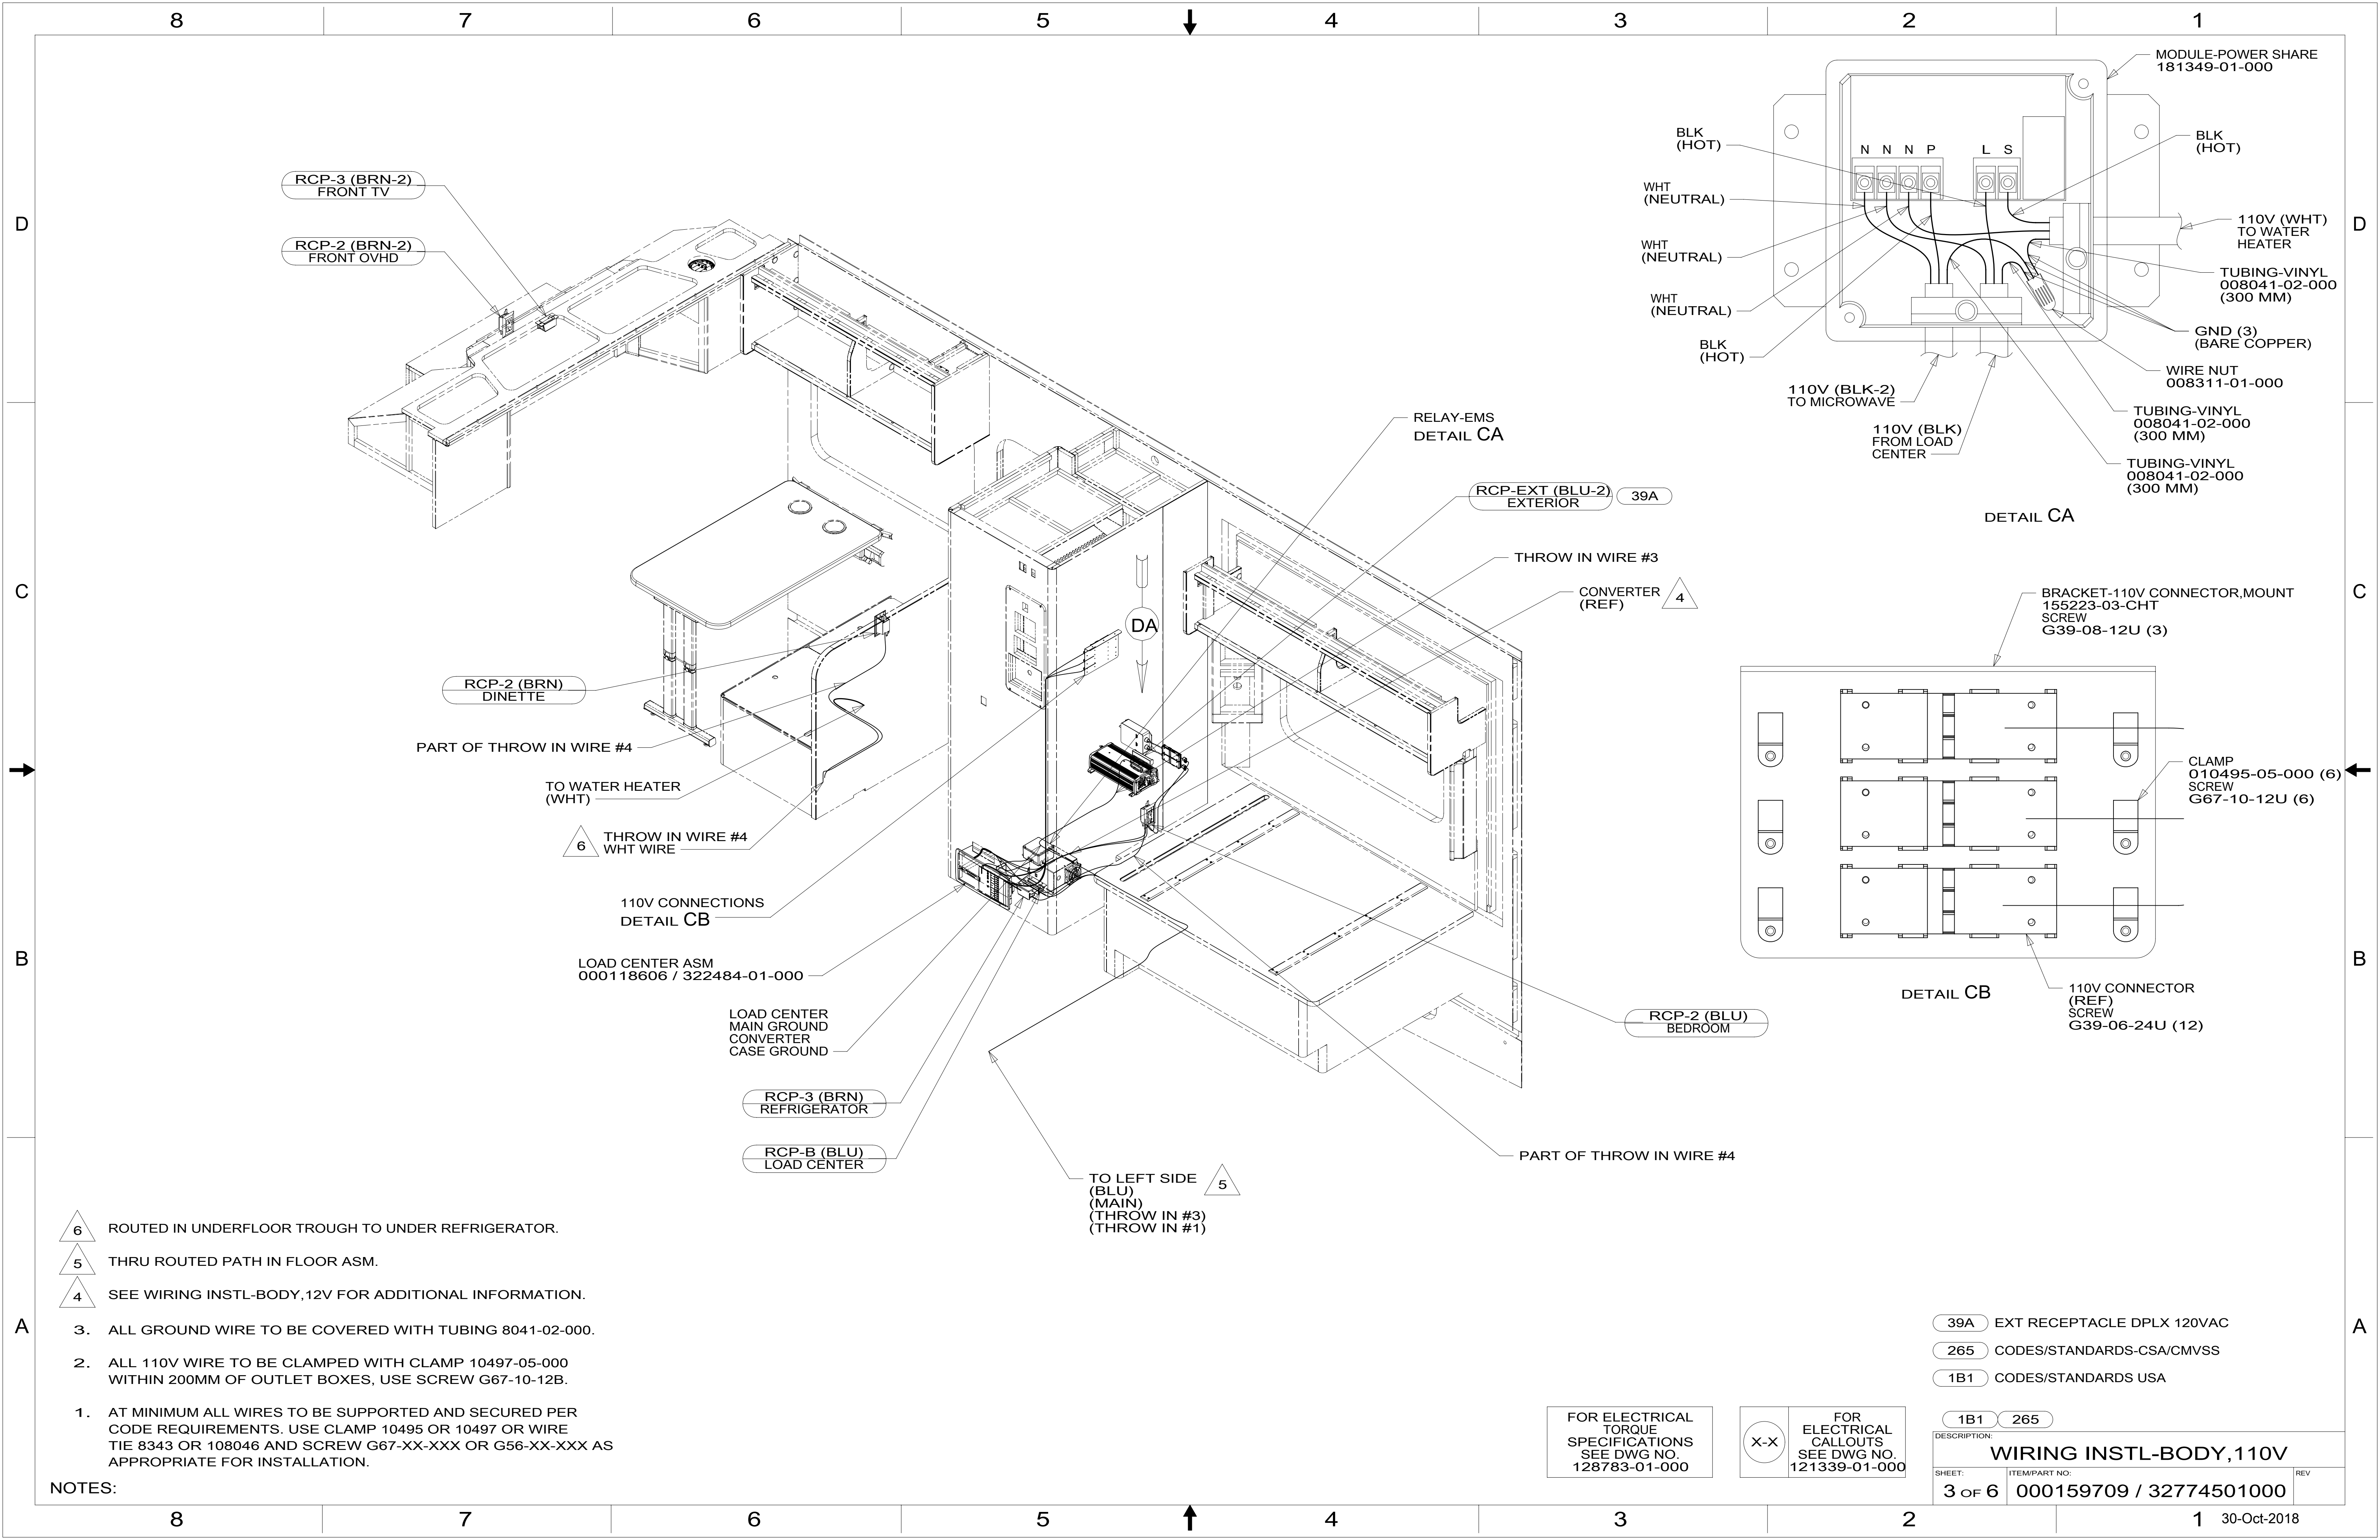 8 7 6 5 4 3 2 1
D
C
B
A
D
C
B
A
MODULE-POWER SHARE
181349-01-000
BLK
(HOT)
BLK
(HOT)
N N N P L S
WHT
(NEUTRAL)
WHT
(NEUTRAL)
WHT
(NEUTRAL)
BLK
(HOT)
110V (WHT)
TO WATER
HEATER
TUBING-VINYL
008041-02-000
(300 MM)
GND (3)
(BARE COPPER)
WIRE NUT
008311-01-000
TUBING-VINYL
008041-02-000
(300 MM)
TUBING-VINYL
008041-02-000
(300 MM)
110V (BLK-2)
TO MICROWAVE
110V (BLK)
FROM LOAD
CENTER
DETAIL CA
RCP-3 (BRN-2)
FRONT TV
RCP-2 (BRN-2)
FRONT OVHD
RELAY-EMS
DETAIL CA
RCP-EXT (BLU-2)
EXTERIOR
39A
THROW IN WIRE #3
CONVERTER
(REF)
4
DA
RCP-2 (BRN)
DINETTE
PART OF THROW IN WIRE #4
TO WATER HEATER
(WHT)
6
THROW IN WIRE #4
WHT WIRE
110V CONNECTIONS
DETAIL CB
LOAD CENTER ASM
000118606 / 322484-01-000
LOAD CENTER
MAIN GROUND
CONVERTER
CASE GROUND
RCP-3 (BRN)
REFRIGERATOR
RCP-B (BLU)
LOAD CENTER
TO LEFT SIDE
(BLU)
(MAIN)
(THROW IN #3)
(THROW IN #1)
5
PART OF THROW IN WIRE #4
RCP-2 (BLU)
BEDROOM
BRACKET-110V CONNECTOR,MOUNT
155223-03-CHT
SCREW
G39-08-12U (3)
CLAMP
010495-05-000 (6)
SCREW
G67-10-12U (6)
110V CONNECTOR
(REF)
SCREW
G39-06-24U (12)
DETAIL CB
6 ROUTED IN UNDERFLOOR TROUGH TO UNDER REFRIGERATOR.
5 THRU ROUTED PATH IN FLOOR ASM.
4 SEE WIRING INSTL-BODY,12V FOR ADDITIONAL INFORMATION.
3. ALL GROUND WIRE TO BE COVERED WITH TUBING 8041-02-000.
2. ALL 110V WIRE TO BE CLAMPED WITH CLAMP 10497-05-000
WITHIN 200MM OF OUTLET BOXES, USE SCREW G67-10-12B.
1. AT MINIMUM ALL WIRES TO BE SUPPORTED AND SECURED PER
CODE REQUIREMENTS. USE CLAMP 10495 OR 10497 OR WIRE
TIE 8343 OR 108046 AND SCREW G67-XX-XXX OR G56-XX-XXX AS
APPROPRIATE FOR INSTALLATION.
NOTES:
FOR ELECTRICAL
TORQUE
SPECIFICATIONS
SEE DWG NO.
128783-01-000
X-X
FOR
ELECTRICAL
CALLOUTS
SEE DWG NO.
121339-01-000
39A EXT RECEPTACLE DPLX 120VAC
265 CODES/STANDARDS-CSA/CMVSS
1B1 CODES/STANDARDS USA
1B1 265
DESCRIPTION:
WIRING INSTL-BODY,110V
SHEET:
3 OF 6
ITEM/PART NO:
000159709 / 32774501000
REV
8 7 6 5 4 3 2 1
30-Oct-2018